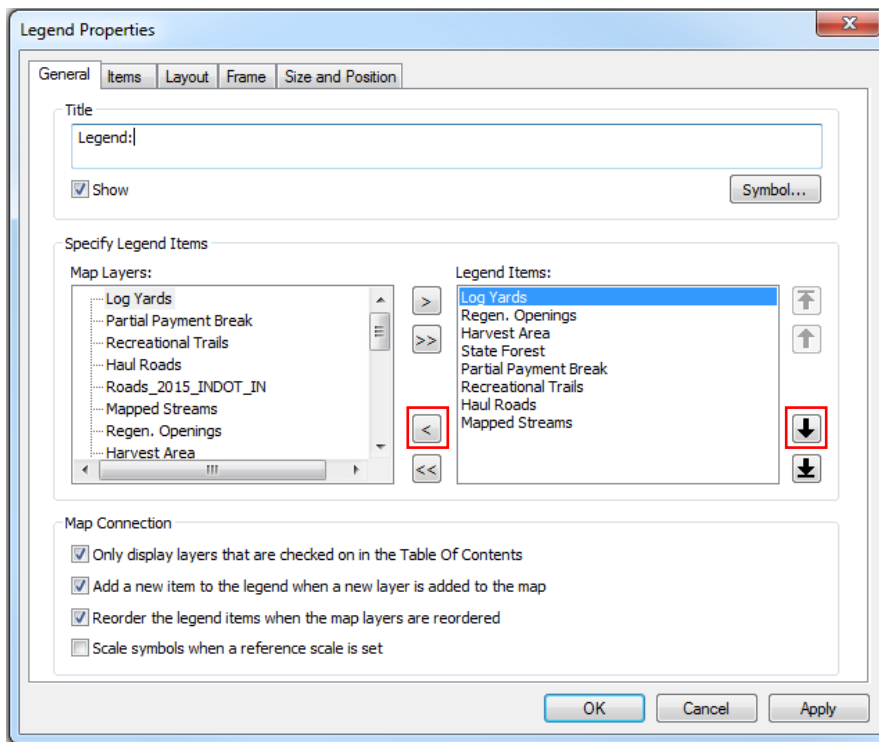 Legend Properties
General Items Layout Frame Size and Position
Title
Legend:
Show
Symbol...
Specify Legend Items
Map Layers:
Log Yards
Partial Payment Break
Recreational Trails
Haul Roads
Roads_2015_INDOT_IN
Mapped Streams
Regen. Openings
Harvest Area
>
>>
<
<<
Legend Items:
Log Yards
Regen. Openings
Harvest Area
State Forest
Partial Payment Break
Recreational Trails
Haul Roads
Mapped Streams
Map Connection
Only display layers that are checked on in the Table Of Contents
Add a new item to the legend when a new layer is added to the map
Reorder the legend items when the map layers are reordered
Scale symbols when a reference scale is set
OK Cancel Apply